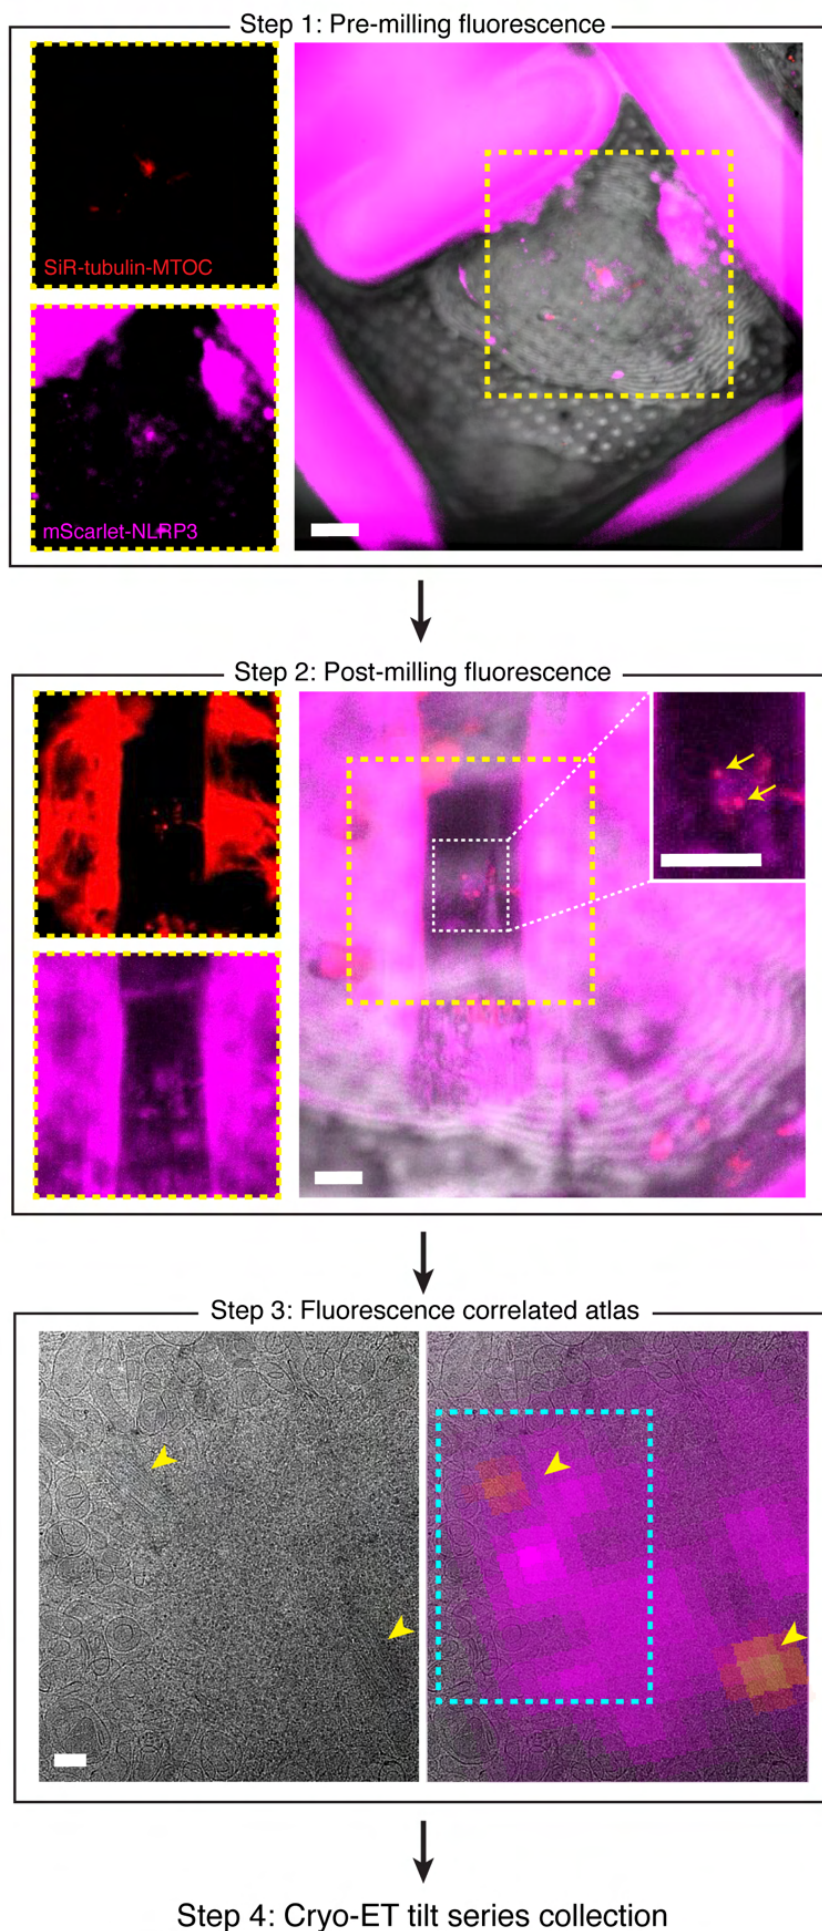 Step 1: Pre-milling fluorescence
SiR-tubulin-MTOC
mScarlet-NLRP3
Step 2: Post-milling fluorescence
Step 3: Fluorescence correlated atlas
Step 4: Cryo-ET tilt series collection